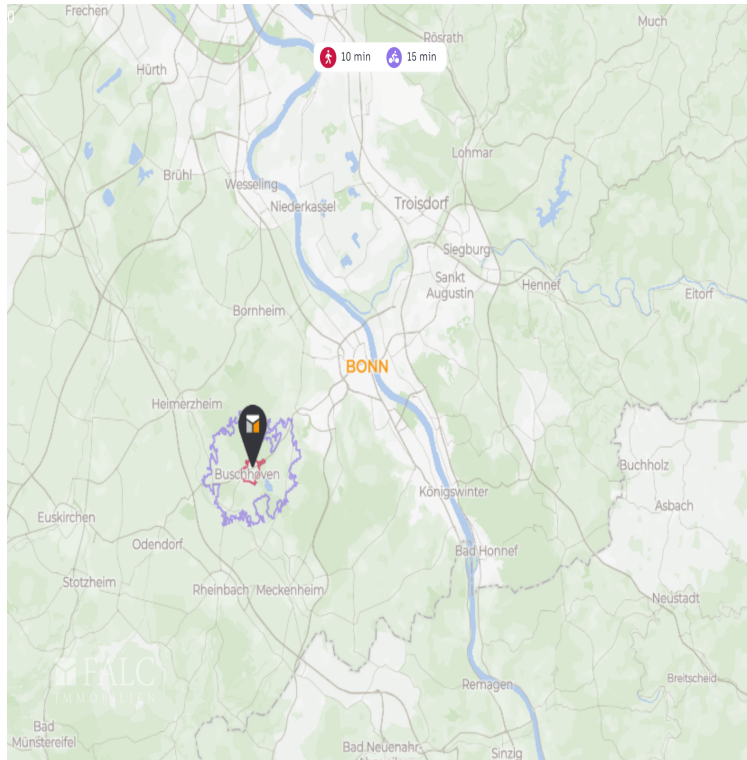 Frechen
Much
0
Rösrath
10 min
15 min
Hürth
Lohmar
Brühl
Wesseling
Niederkassel
Troisdorf
Siegburg
Sankt
Augustin
Hennef
Eitorf
Bornheim
BONN
Heimerzheim
Buschhoven
Buchholz
Königswinter
Asbach
Euskirchen
Odendorf
Bad Honnef
Stotzheim
Rheinbach
Meckenheim
Neustadt
FALC
IMMOBILIEN
Remagen
Breitscheid
Bad
Münstereifel
Bad Neuenahr-
Sinzig